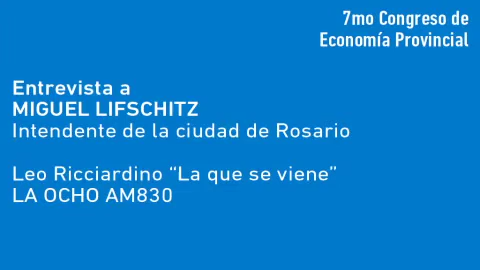 7mo Congreso de
Economía Provincial
Entrevista a
MIGUEL LIFSCHITZ
Intendente de la ciudad de Rosario
Leo Ricciardino “La que se viene”
LA OCHO AM830